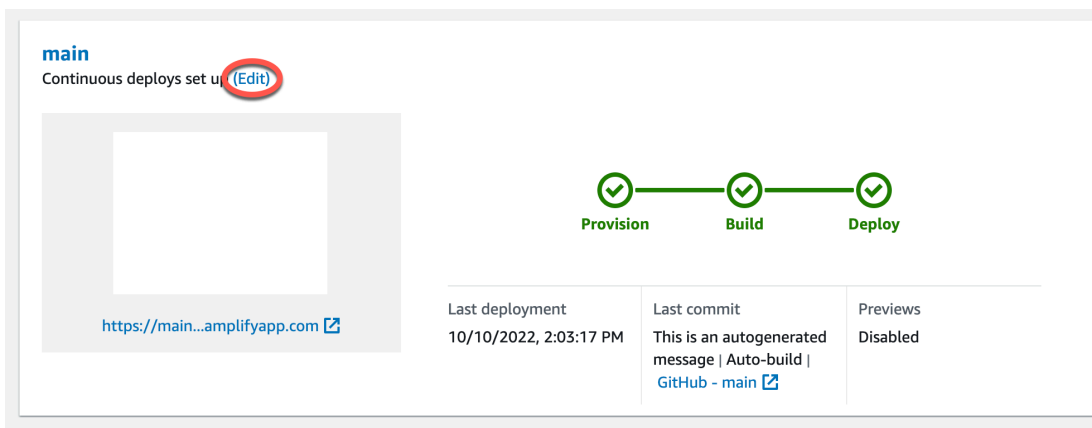 main
Continuous deploys set up (Edit)
Provision
Build
Deploy
https://main...amplifyapp.com
Last deployment
10/10/2022, 2:03:17 PM
Last commit
This is an autogenerated
message | Auto-build |
GitHub - main
Previews
Disabled